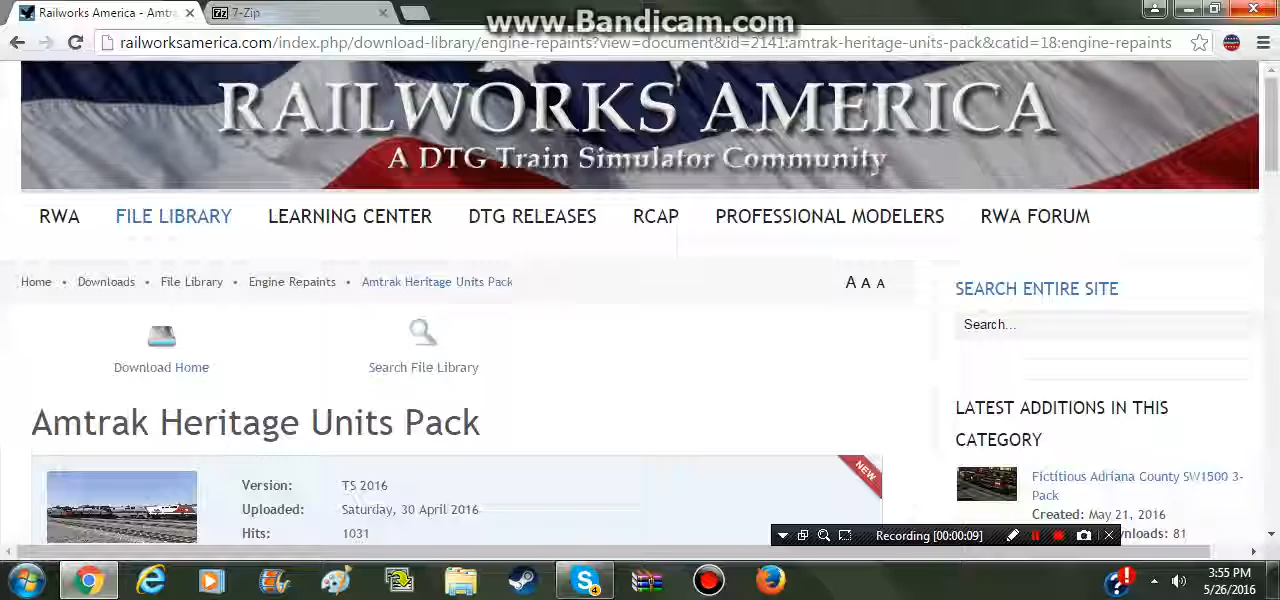 Railworks America - Amtra
7-Zip
www.Bandicam.com
railworksamerica.com/index.php/download-library/engine-repaints?view=document&id=2141:amtrak-heritage-units-pack&catid=18:engine-repaints
RAILWORKS AMERICA
A DTG Train Simulator Community
RWA FILE LIBRARY LEARNING CENTER DTG RELEASES RCAP PROFESSIONAL MODELERS RWA FORUM
Home • Downloads • File Library • Engine Repaints • Amtrak Heritage Units Pack
A A A
SEARCH ENTIRE SITE
Search...
Download Home
Search File Library
Amtrak Heritage Units Pack
NEW
Version: TS 2016
Uploaded: Saturday, 30 April 2016
Hits: 1031
LATEST ADDITIONS IN THIS
CATEGORY
Fictitious Adriana County SW1500 3-
Pack
Created: May 21, 2016
wnloads: 81
Recording [00:00:09]
4
3:55 PM
5/26/2016